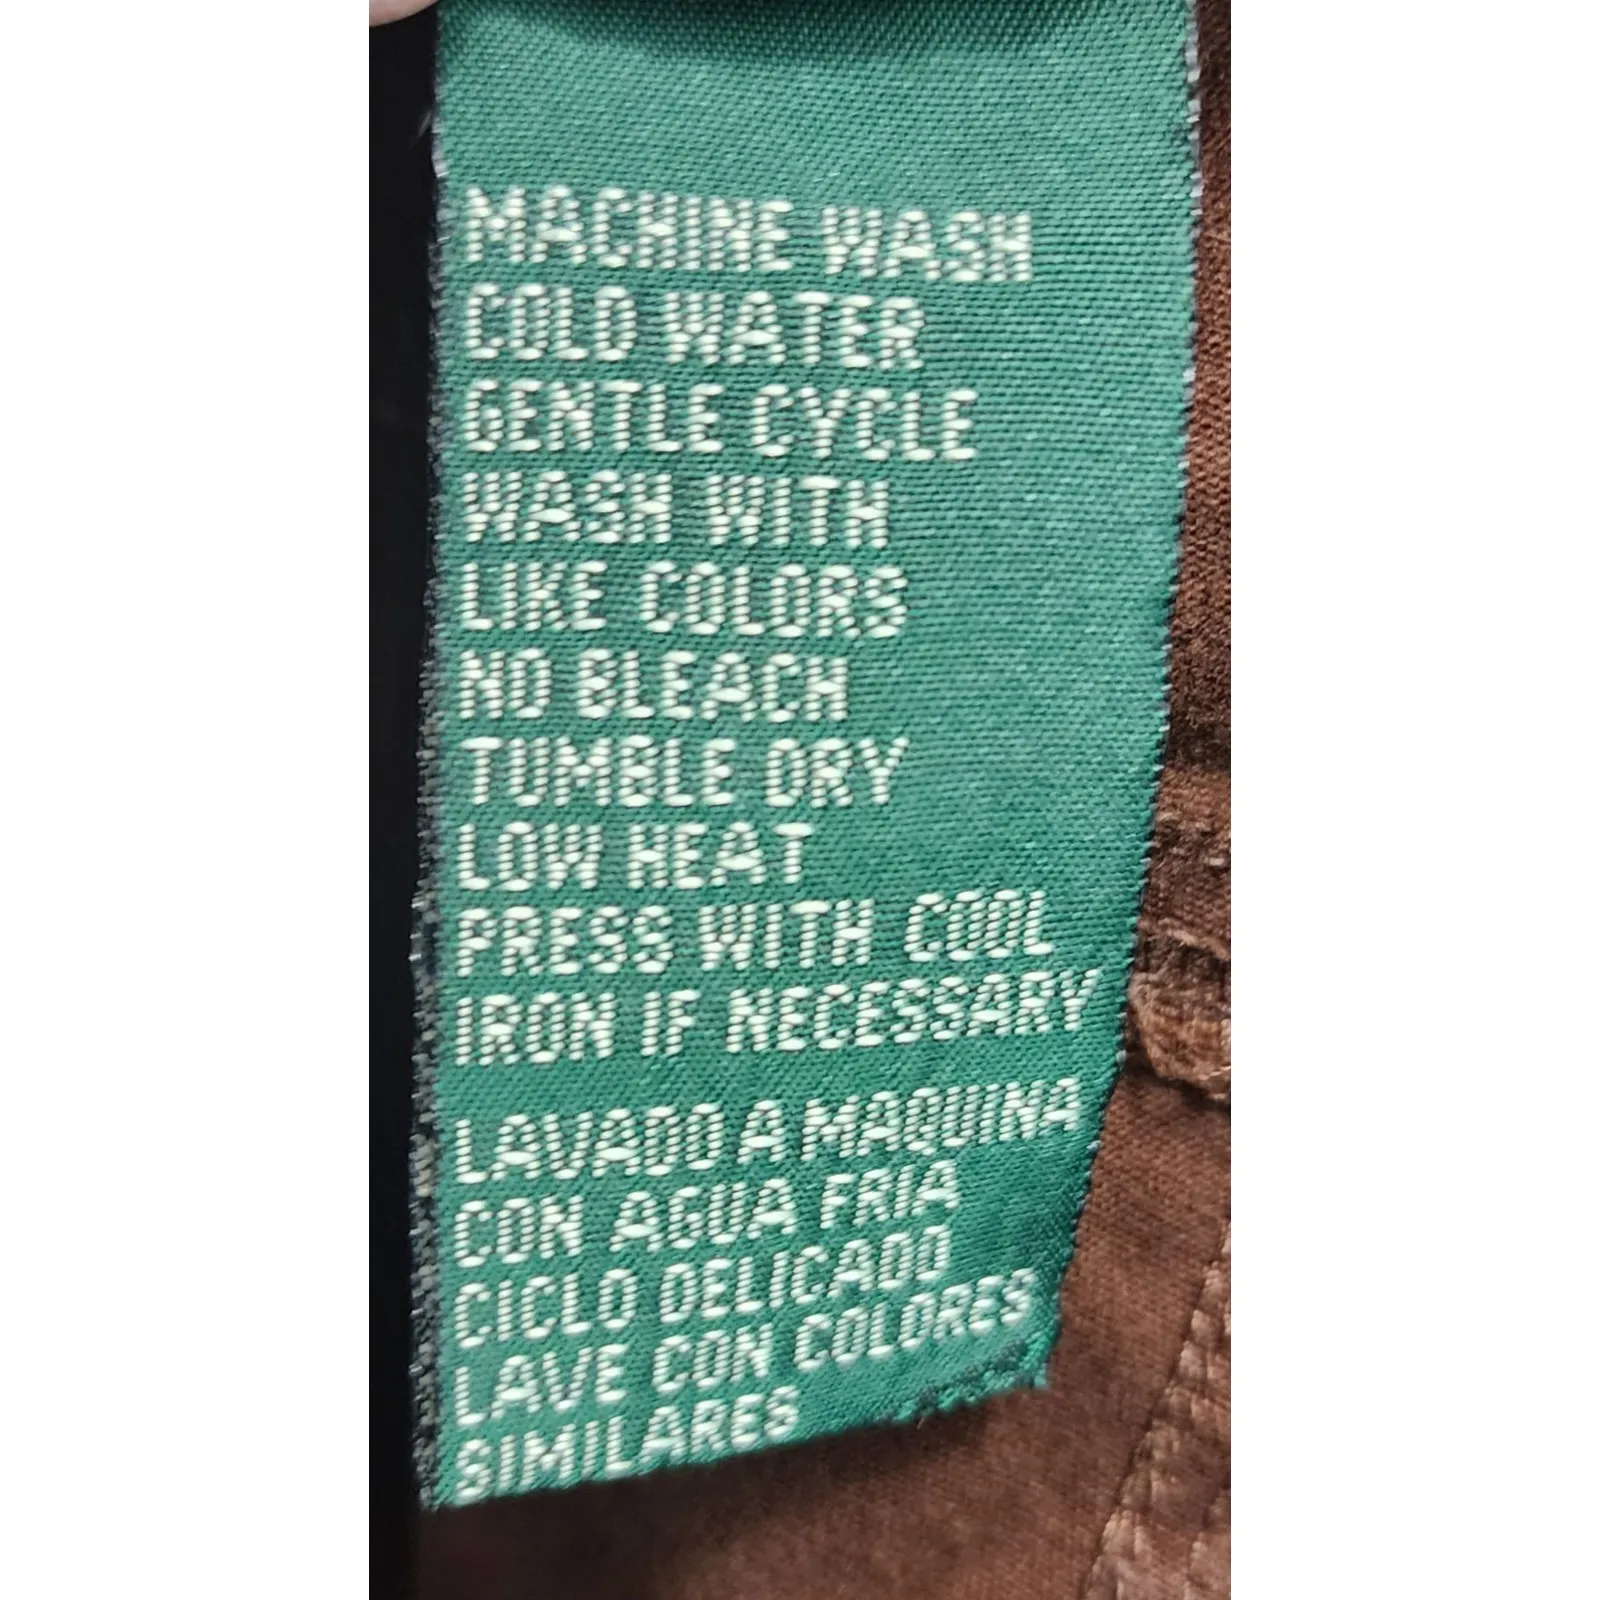 MACHINE WASH
COLD WATER
GENTLE CYCLE
WASH WITH
LIKE COLORS
NO BLEACH
TUMBLE DRY
LOW HEAT
PRESS WITH COOL
IRON IF NECESSARY
LAVADO A MAQUINA
CON AGUA FRIA
CICLO DELICADO
LAVE CON COLORES
SIMILARES